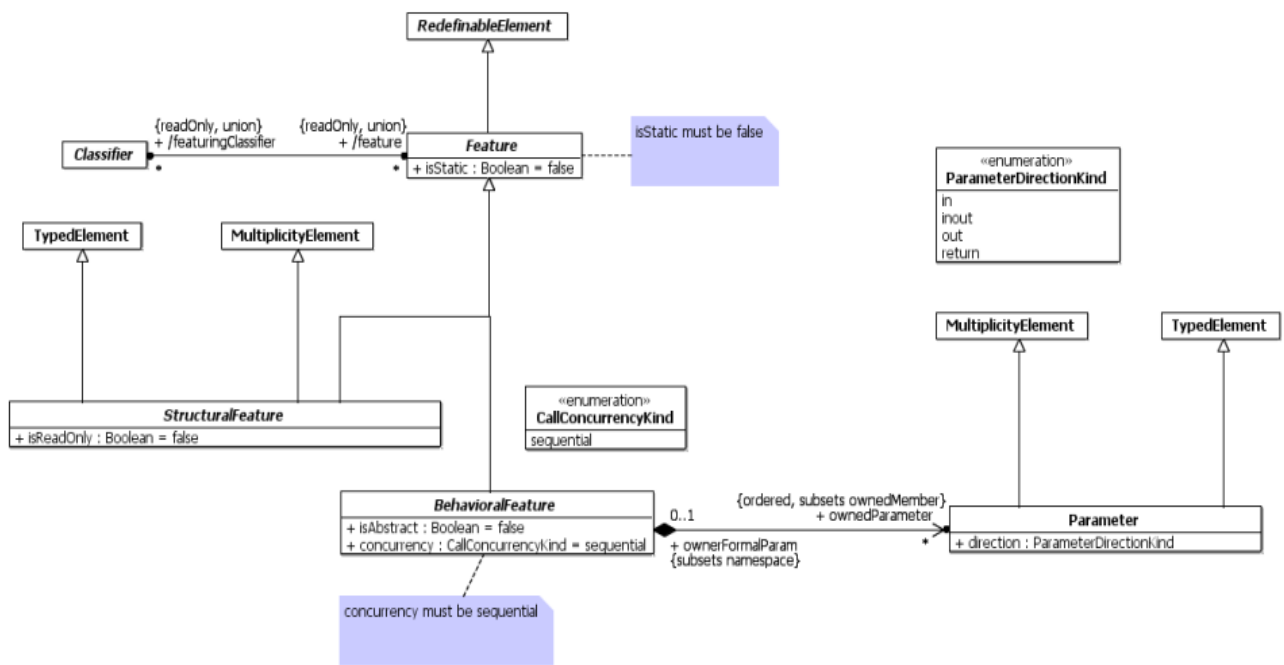 RedefinableElement
{readOnly, union}
+ /featuringClassifier
{readOnly, union}
+ /feature
Classifier
*
*
Feature
+ isStatic : Boolean = false
isStatic must be false
«enumeration»
ParameterDirectionKind
in
inout
out
return
TypedElement
MultiplicityElement
MultiplicityElement
TypedElement
StructuralFeature
+ isReadOnly : Boolean = false
«enumeration»
CallConcurrencyKind
sequential
BehavioralFeature
+ isAbstract : Boolean = false
+ concurrency : CallConcurrencyKind = sequential
0..1
+ ownerFormalParam
{subsets namespace}
{ordered, subsets ownedMember}
+ ownedParameter
*
Parameter
+ direction : ParameterDirectionKind
concurrency must be sequential